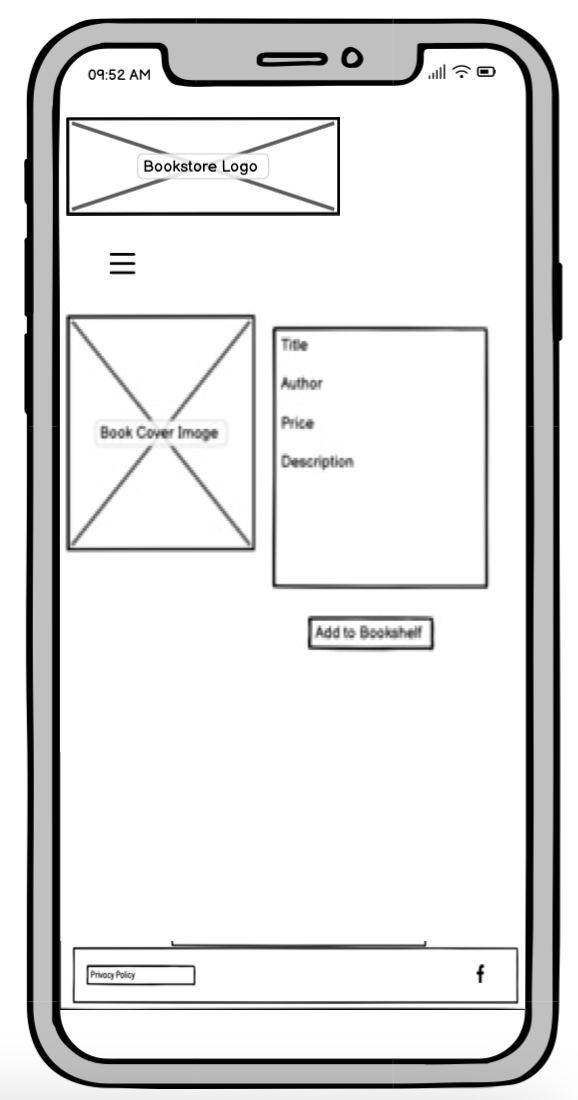 09:52 AM
Bookstore Logo
Book Cover Image
Title
Author
Price
Description
Add to Bookshelf
Privacy Policy
f